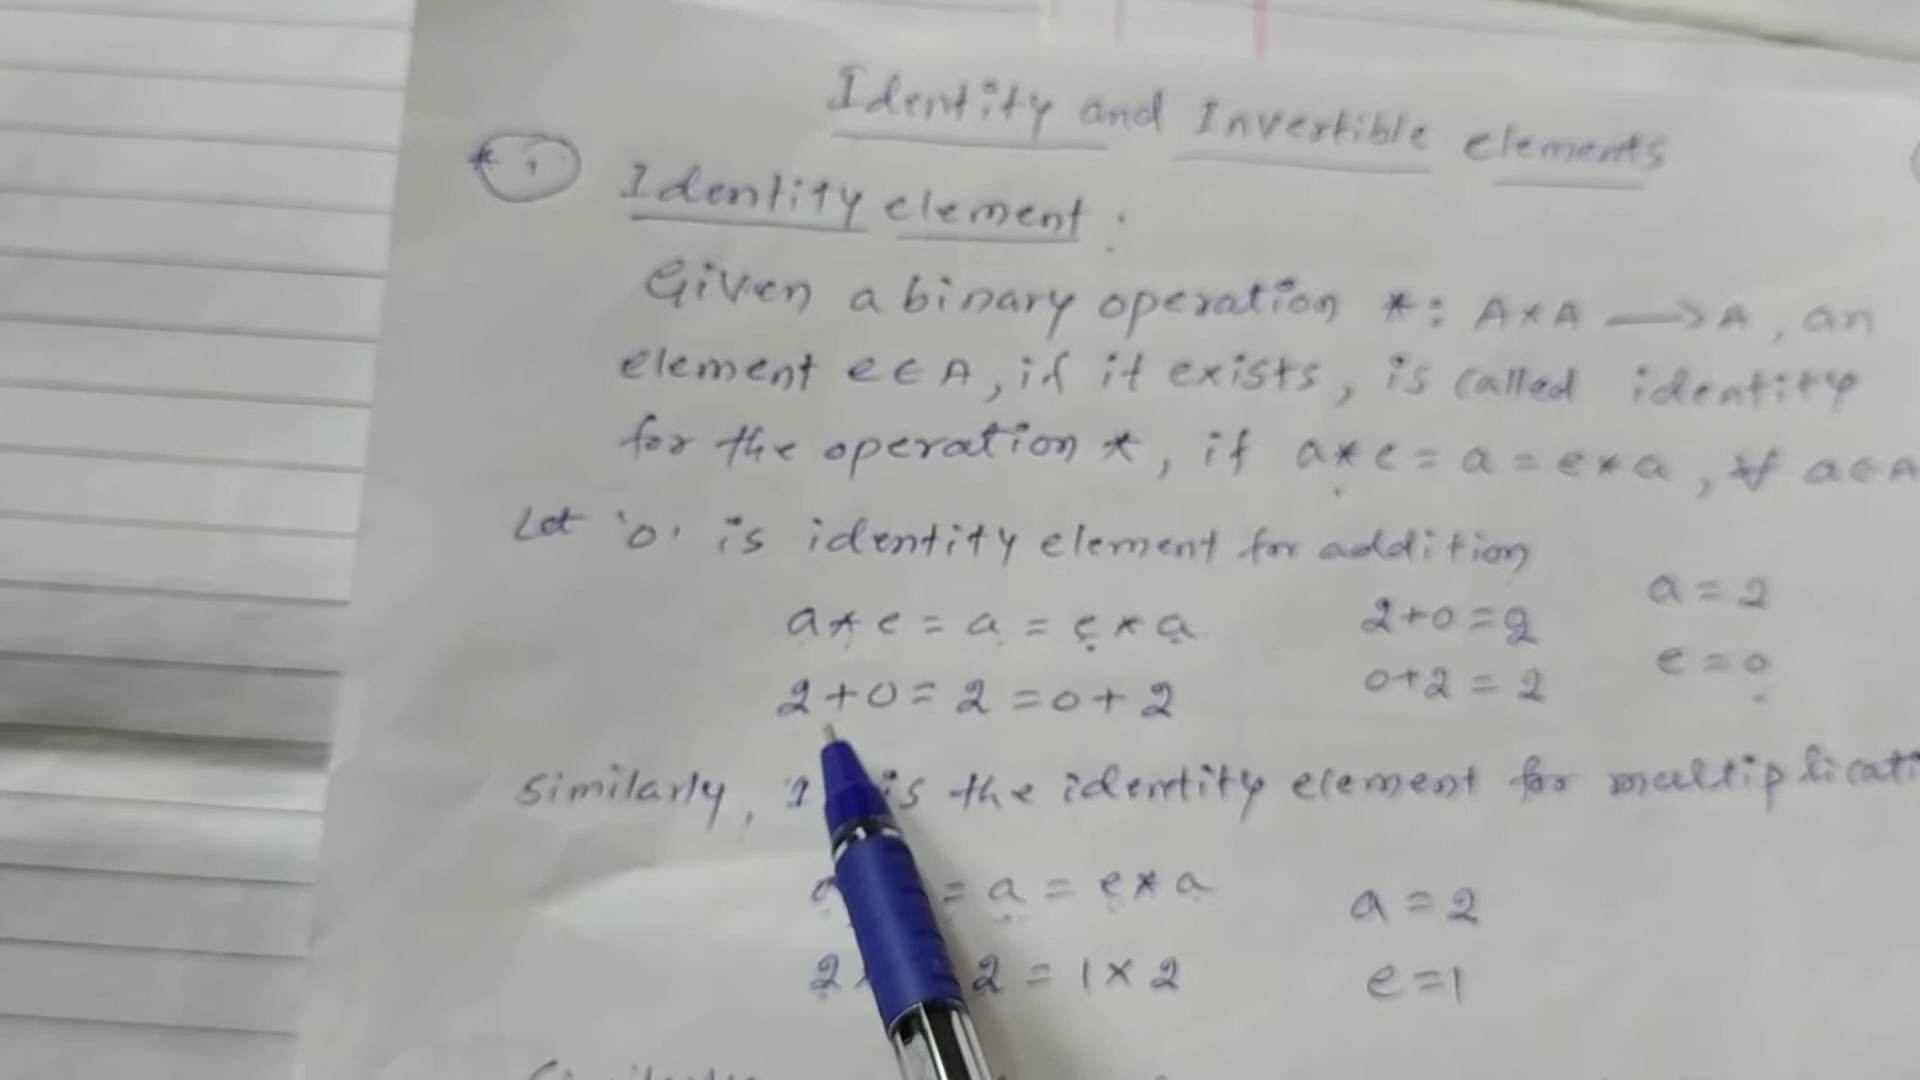 Identity and Invertible elements
* 1
Identity element :
Given a binary operation * : A×A → A , an
element e∈A, if it exists, is called identity
for the operation *, if a*e = a = e*a, ∀ a∈A
Let '0' is identity element for addition
a*e = a = e*a
2+0 = 2 = 0+2
2+0=2
0+2=2
a=2
e=0
Similarly, 1 is the identity element for multiplicati
= a = e*a
2 = 1×2
a=2
e=1